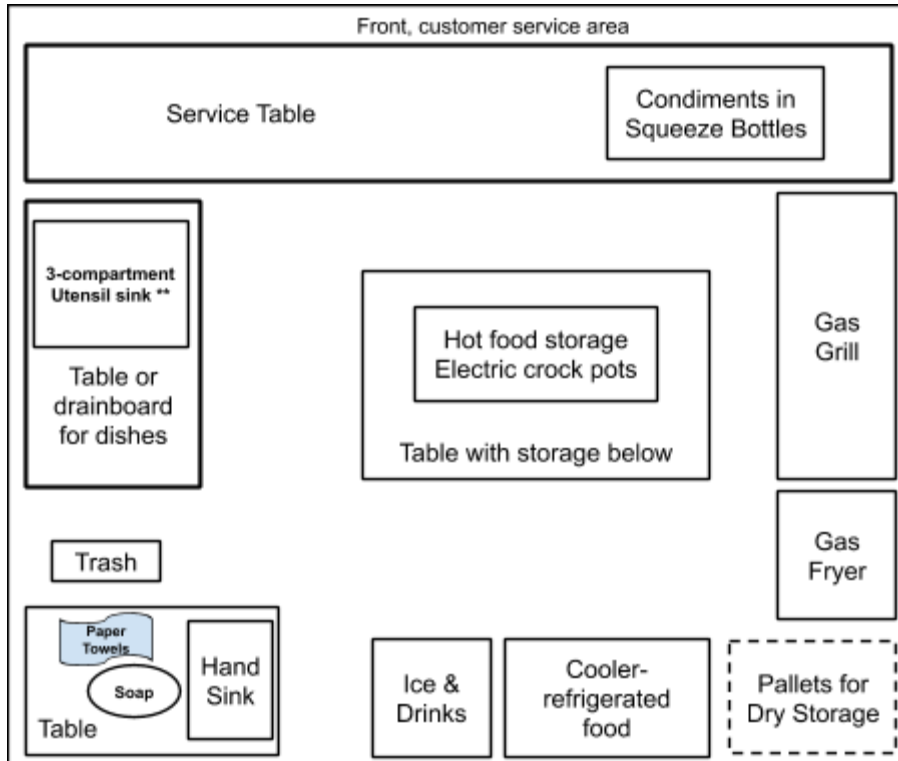 Front, customer service area
Service Table
Condiments in
Squeeze Bottles
3-compartment
Utensil sink **
Table or
drainboard
for dishes
Hot food storage
Electric crock pots
Table with storage below
Gas
Grill
Gas
Fryer
Trash
Paper
Towels
Soap
Hand
Sink
Table
Ice &
Drinks
Cooler-
refrigerated
food
Pallets for
Dry Storage